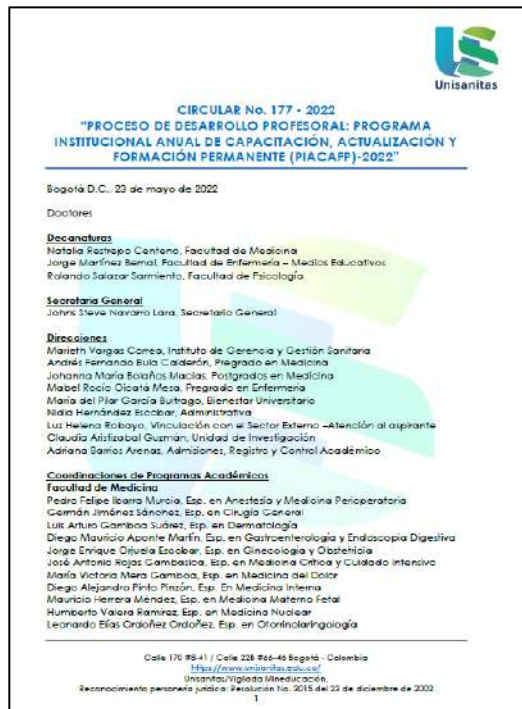 Unisanitas
CIRCULAR No. 177 - 2022
"PROCESO DE DESARROLLO PROFESORAL: PROGRAMA
INSTITUCIONAL ANUAL DE CAPACITACIÓN, ACTUALIZACIÓN Y
FORMACIÓN PERMANENTE (PIACAFP)-2022"
Bogotá D.C., 23 de mayo de 2022
Doctores
Decanaturas
Natalia Restrepo Centeno, Facultad de Medicina
Jorge Martínez Bernal, Facultad de Enfermería – Medios Educativos
Rolando Salazar Sarmiento, Facultad de Psicología
Secretaría General
Johns Steve Navarro Lara, Secretario General
Direcciones
Marieth Vargas Correa, Instituto de Gerencia y Gestión Sanitaria
Andrés Fernando Bula Calderón, Pregrado en Medicina
Johanna María Bolaños Macias, Postgrados en Medicina
Mabel Rocío Oicatá Mesa, Pregrado en Enfermería
María del Pilar García Buitrago, Bienestar Universitario
Nidia Hernández Escobar, Administrativa
Luz Helena Robayo, Vinculación con el Sector Externo –Atención al aspirante
Claudia Aristizabal Guzmán, Unidad de Investigación
Adriana Barrios Arenas, Admisiones, Registro y Control Académico
Coordinaciones de Programas Académicos
Facultad de Medicina
Pedro Felipe Ibarra Murcia, Esp. en Anestesia y Medicina Perioperatoria
Germán Jiménez Sánchez, Esp. en Cirugía General
Luis Arturo Gamboa Suárez, Esp. en Dermatología
Diego Mauricio Aponte Martín, Esp. en Gastroenterología y Endoscopia Digestiva
Jorge Enrique Orjuela Escobar, Esp. en Ginecología y Obstetricia
José Antonio Rojas Gambasica, Esp. en Medicina Crítica y Cuidado Intensivo
María Victoria Mera Gamboa, Esp. en Medicina del Dolor
Diego Alejandro Pinto Pinzón, Esp. En Medicina Interna
Mauricio Herrera Méndez, Esp. en Medicina Materno Fetal
Humberto Valera Ramírez, Esp. en Medicina Nuclear
Leonardo Elías Ordoñez Ordoñez, Esp. en Otorrinolaringología
Calle 170 #8-41 / Calle 22B #66-46 Bogotá - Colombia
https://www.unisanitas.edu.co/
Unisanitas/Vigilada Mineducación.
Reconocimiento personería jurídica: Resolución No. 3015 del 23 de diciembre de 2002
1